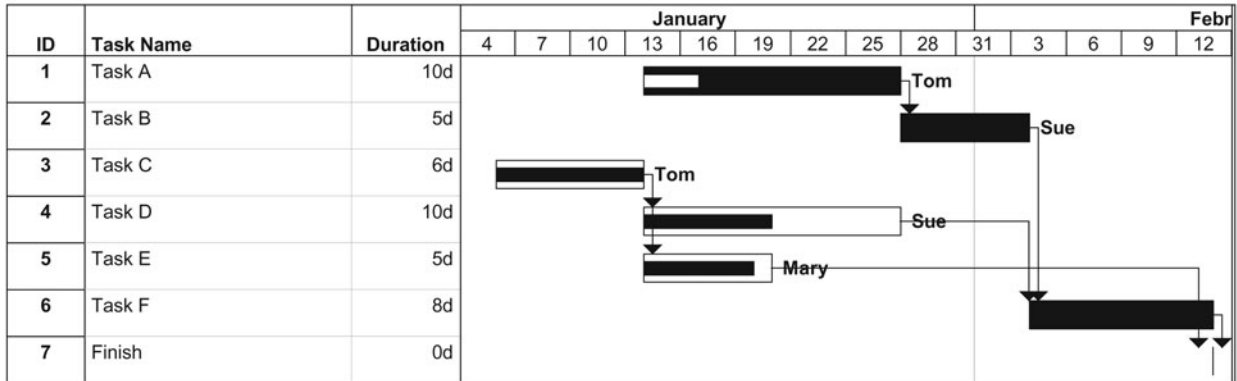 January Febr
ID Task Name Duration 4 7 10 13 16 19 22 25 28 31 3 6 9 12
1 Task A 10d Tom
2 Task B 5d Sue
3 Task C 6d Tom
4 Task D 10d Sue
5 Task E 5d Mary
6 Task F 8d
7 Finish 0d